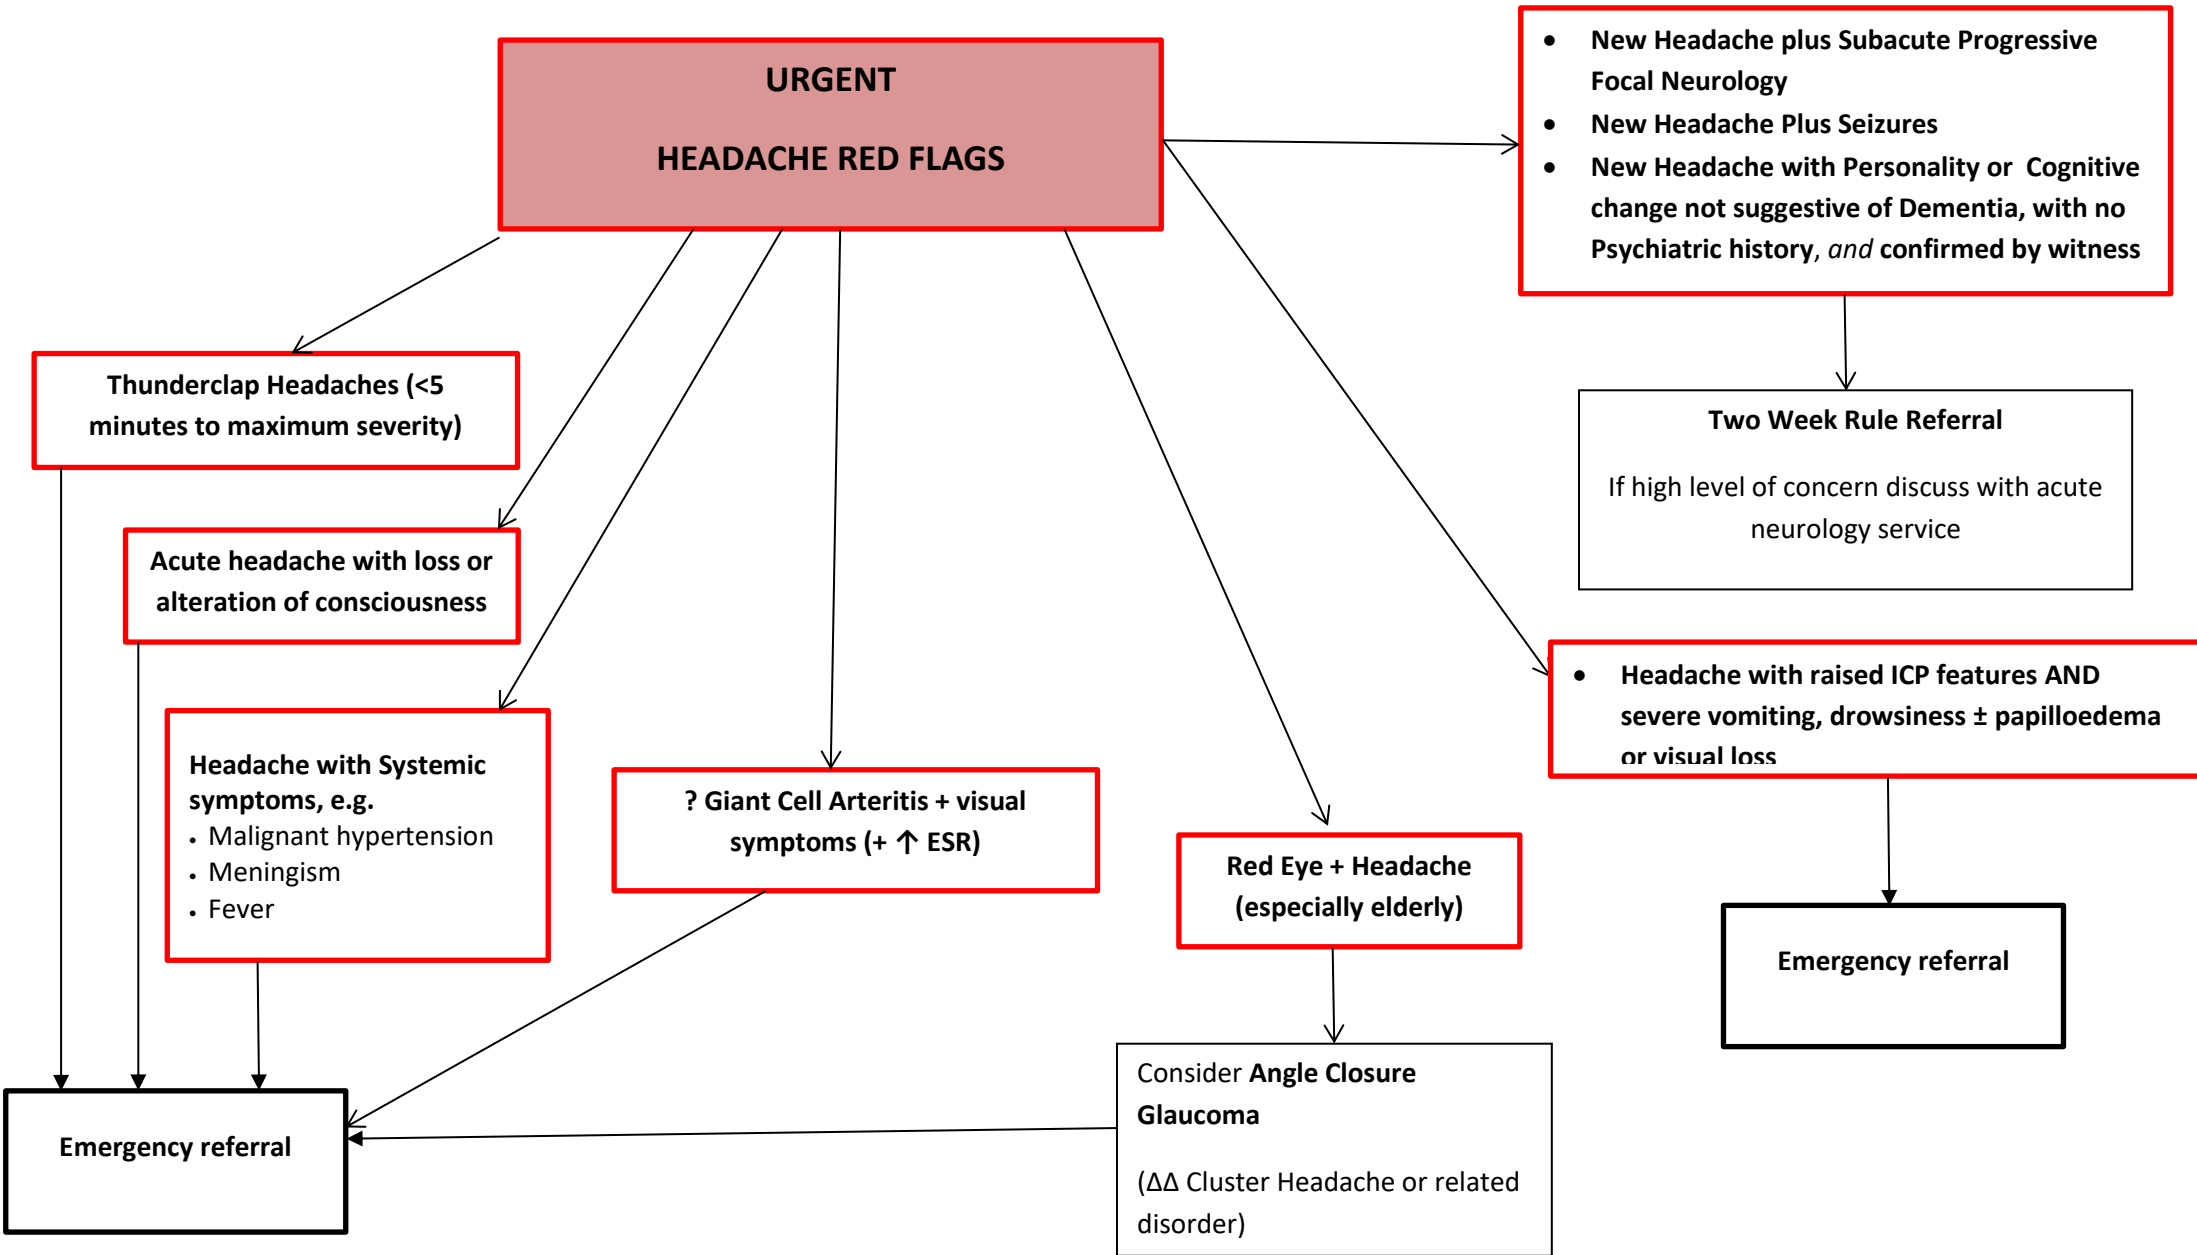 URGENT
HEADACHE RED FLAGS
• New Headache plus Subacute Progressive
Focal Neurology
• New Headache Plus Seizures
• New Headache with Personality or Cognitive
change not suggestive of Dementia, with no
Psychiatric history, and confirmed by witness
Two Week Rule Referral
If high level of concern discuss with acute
neurology service
Thunderclap Headaches (<5
minutes to maximum severity)
Acute headache with loss or
alteration of consciousness
Headache with Systemic
symptoms, e.g.
• Malignant hypertension
• Meningism
• Fever
? Giant Cell Arteritis + visual
symptoms (+ ↑ ESR)
Red Eye + Headache
(especially elderly)
• Headache with raised ICP features AND
severe vomiting, drowsiness ± papilloedema
or visual loss
Emergency referral
Consider Angle Closure
Glaucoma
(ΔΔ Cluster Headache or related
disorder)
Emergency referral